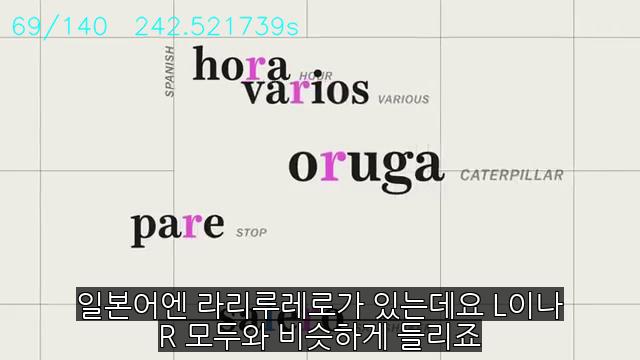 69/140 242.521739s
SPANISH
hora HOUR
varios VARIOUS
oruga CATERPILLAR
pare STOP
일본어엔 라리루레로가 있는데요 L이나
R 모두와 비슷하게 들리죠